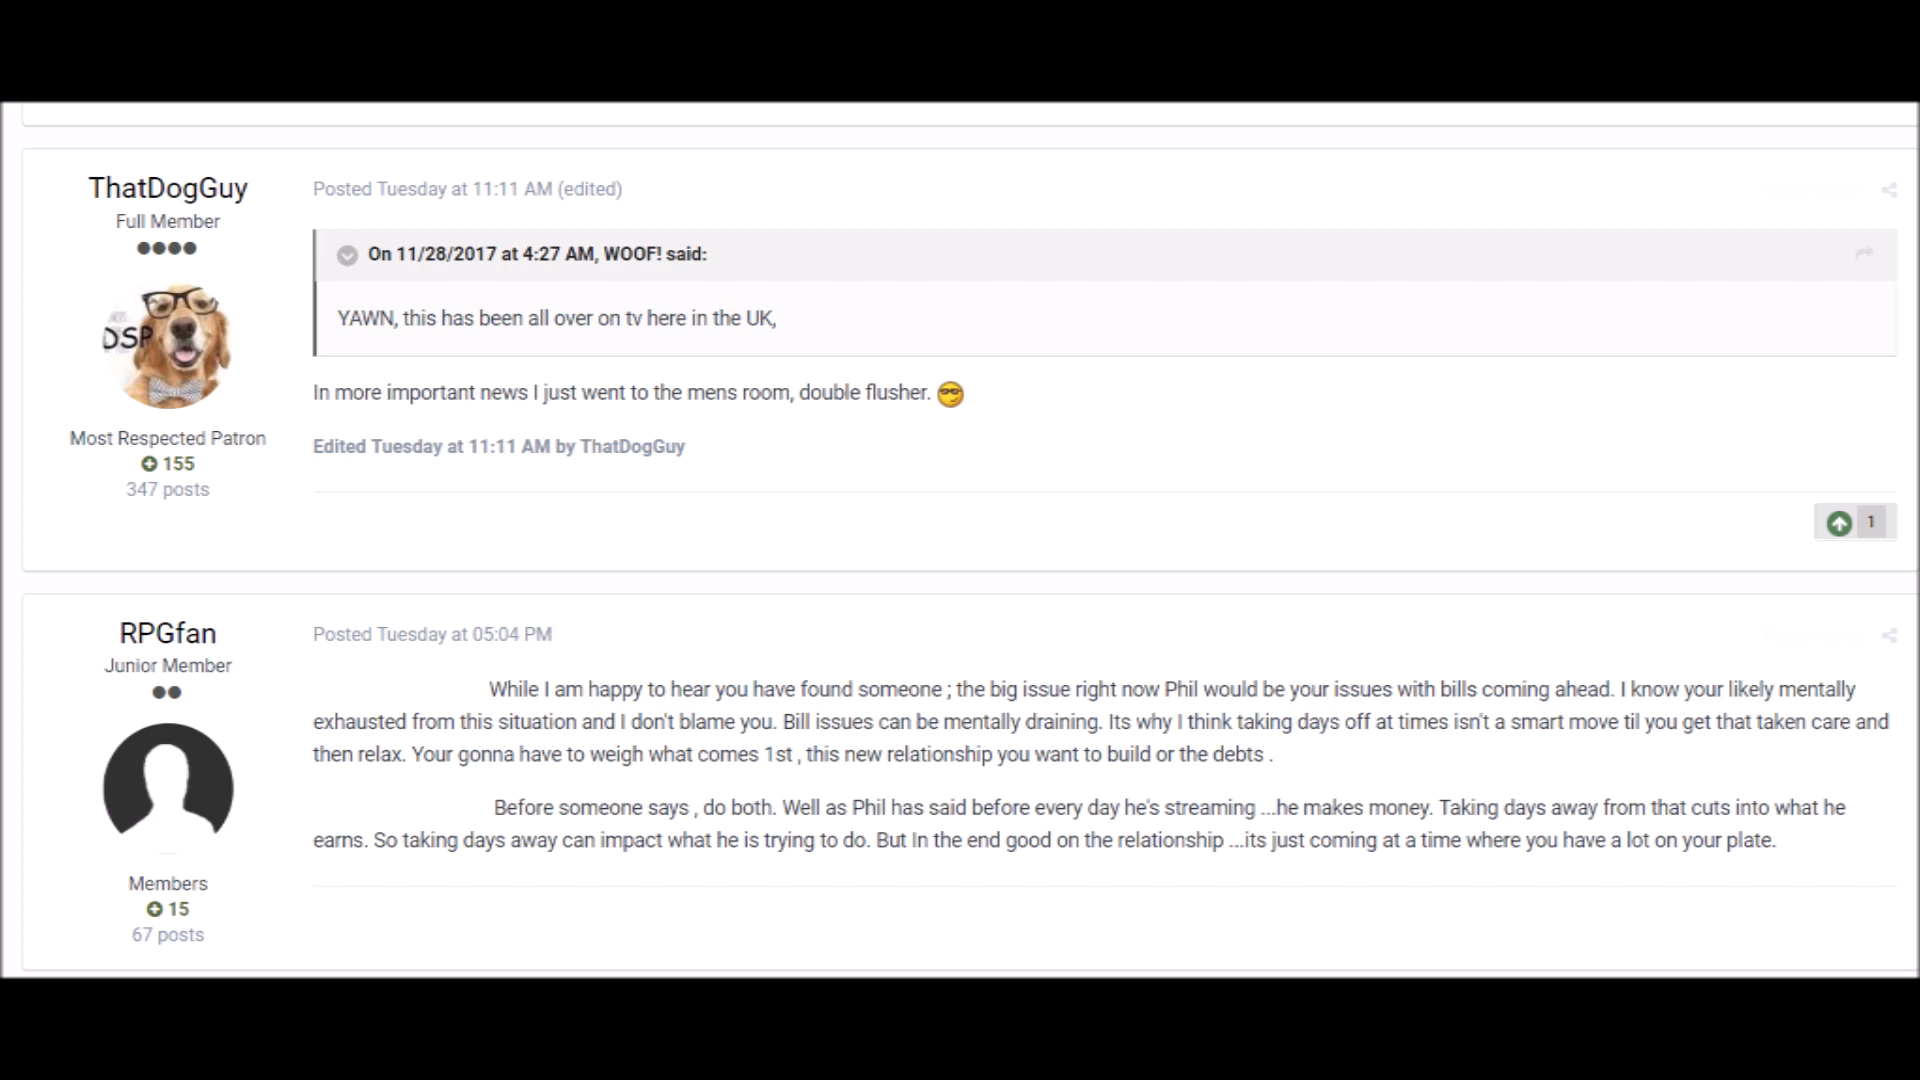 ThatDogGuy
Full Member
DSP
Most Respected Patron
155
347 posts
Posted Tuesday at 11:11 AM (edited)
On 11/28/2017 at 4:27 AM, WOOF! said:
YAWN, this has been all over on tv here in the UK,
In more important news I just went to the mens room, double flusher.
Edited Tuesday at 11:11 AM by ThatDogGuy
1
RPGfan
Junior Member
Members
15
67 posts
Posted Tuesday at 05:04 PM
While I am happy to hear you have found someone ; the big issue right now Phil would be your issues with bills coming ahead. I know your likely mentally
exhausted from this situation and I don't blame you. Bill issues can be mentally draining. Its why I think taking days off at times isn't a smart move til you get that taken care and
then relax. Your gonna have to weigh what comes 1st , this new relationship you want to build or the debts .
Before someone says , do both. Well as Phil has said before every day he's streaming ...he makes money. Taking days away from that cuts into what he
earns. So taking days away can impact what he is trying to do. But In the end good on the relationship ...its just coming at a time where you have a lot on your plate.